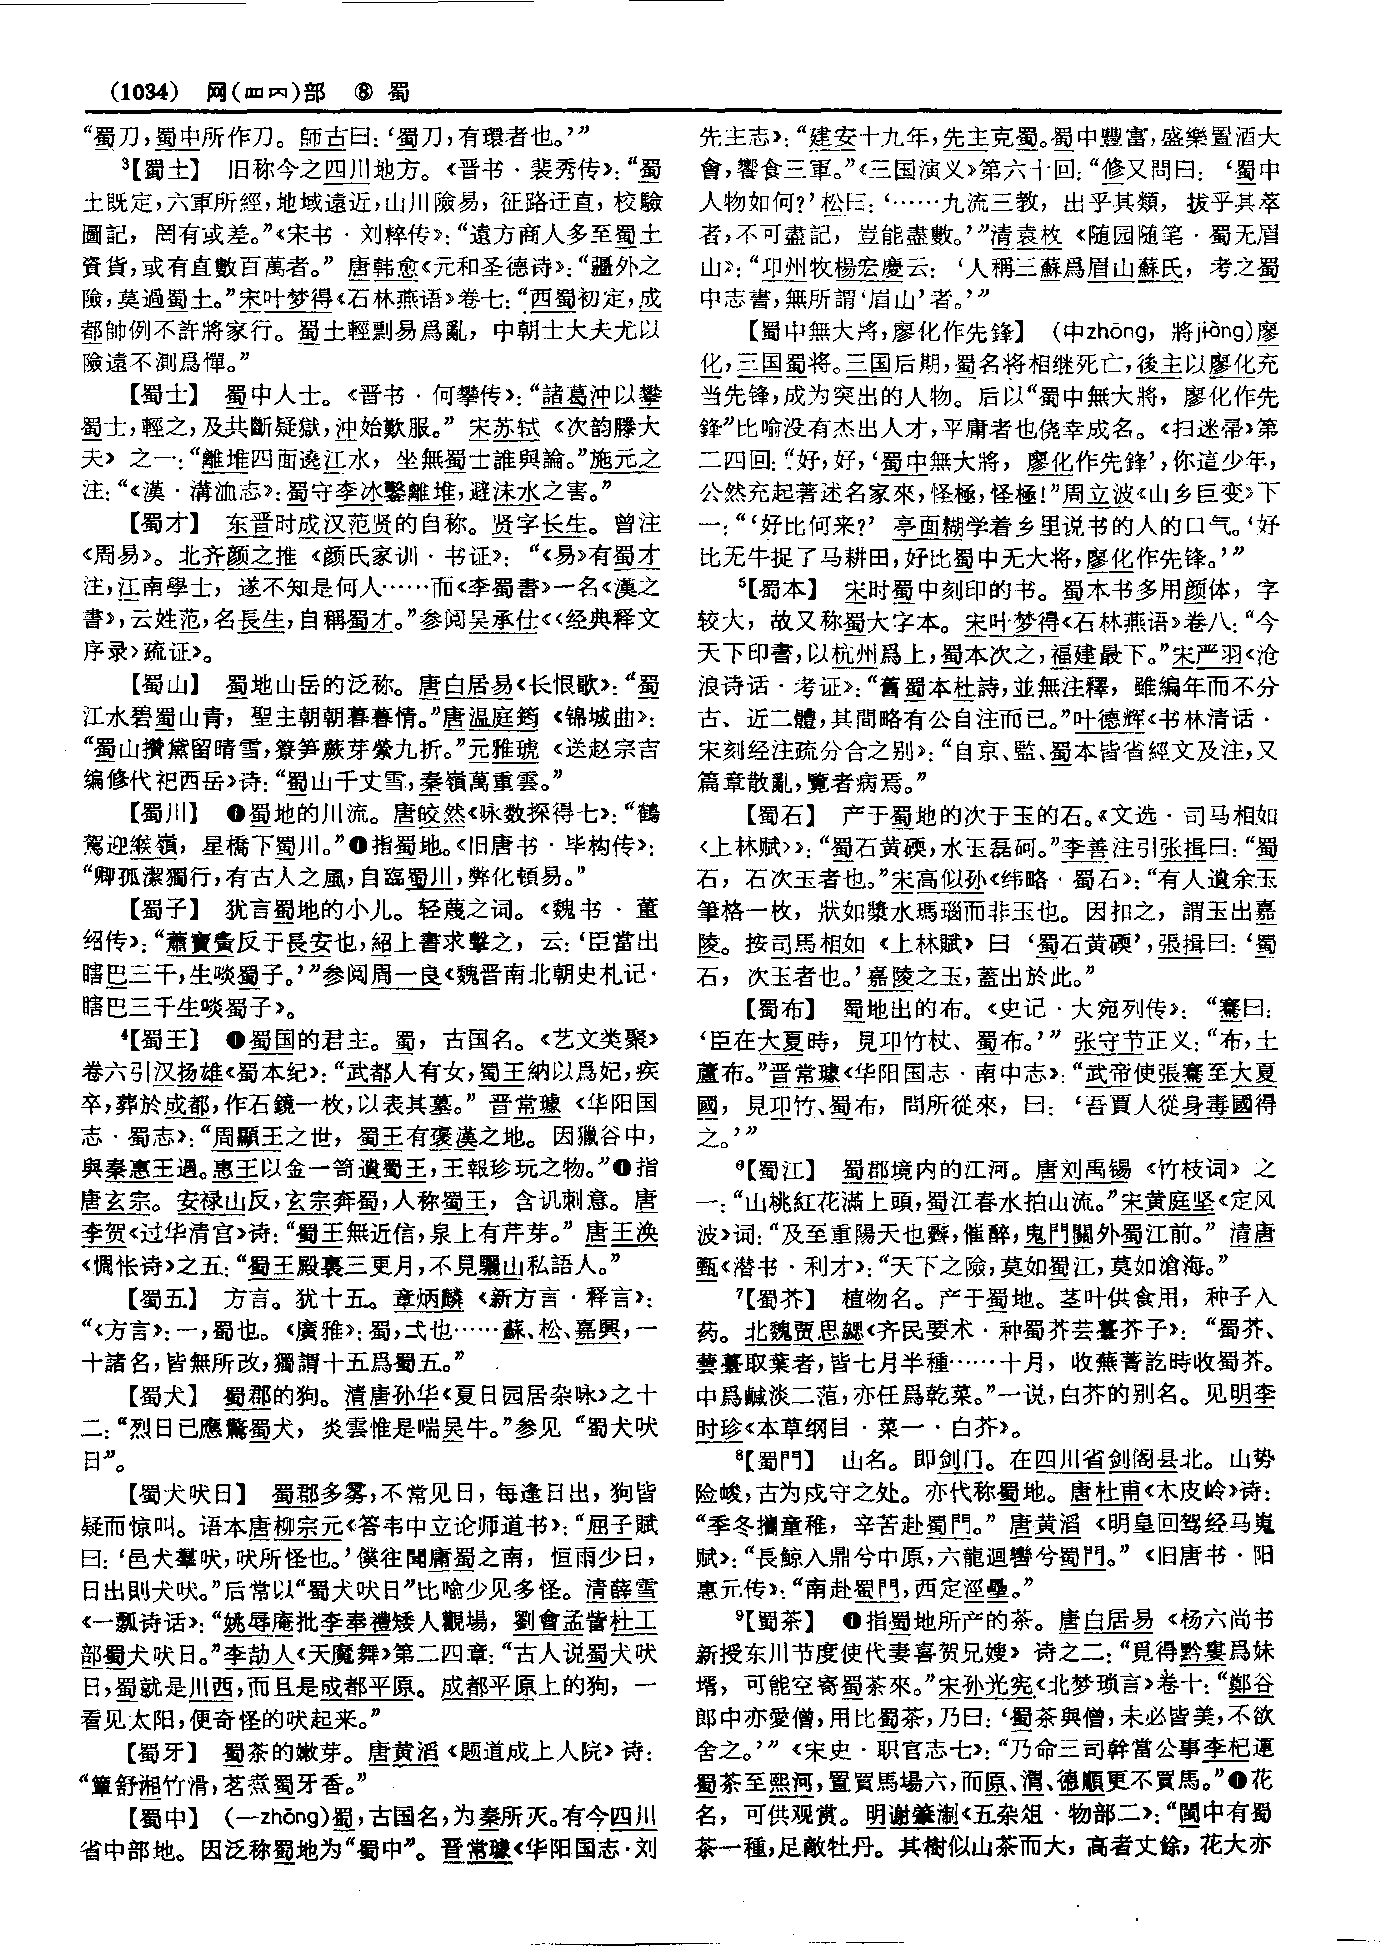 (1034) 网(罒𦉫)部 ⑧ 蜀
“蜀刀，蜀中所作刀。師古曰：‘蜀刀，有環者也。’”
³【蜀土】 旧称今之四川地方。《晋书·裴秀传》：“蜀
土既定，六軍所經，地域遠近，山川險易，征路迂直，校驗
圖記，罔有或差。”《宋书·刘粹传》：“遠方商人多至蜀土
資貨，或有直數百萬者。” 唐韩愈《元和圣德诗》：“疆外之
險，莫過蜀土。”宋叶梦得《石林燕语》卷七：“西蜀初定，成
都帥例不許將家行。蜀土輕剽易爲亂，中朝士大夫尤以
險遠不測爲憚。”
【蜀士】 蜀中人士。《晋书·何攀传》：“諸葛沖以攀
蜀士，輕之，及共斷疑獄，沖始歎服。” 宋苏轼《次韵滕大
夫》之一：“離堆四面遶江水，坐無蜀士誰與論。”施元之
注：“《漢·溝洫志》：蜀守李冰鑿離堆，避沫水之害。”
【蜀才】 东晋时成汉范贤的自称。贤字长生。曾注
《周易》。北齐颜之推《颜氏家训·书证》：“《易》有蜀才
注，江南學士，遂不知是何人……而《李蜀書》一名《漢之
書》，云姓范，名長生，自稱蜀才。”参阅吴承仕《〈经典释文
序录〉疏证》。
【蜀山】 蜀地山岳的泛称。唐白居易《长恨歌》：“蜀
江水碧蜀山青，聖主朝朝暮暮情。”唐温庭筠《锦城曲》：
“蜀山攢黛留晴雪，簝笋蕨芽縈九折。”元雅琥《送赵宗吉
编修代祀西岳》诗：“蜀山千丈雪，秦嶺萬重雲。”
【蜀川】 ❶蜀地的川流。唐皎然《咏数探得七》：“鶴
駕迎緱嶺，星橋下蜀川。”❶指蜀地。《旧唐书·毕构传》：
“卿孤潔獨行，有古人之風，自臨蜀川，弊化頓易。”
【蜀子】 犹言蜀地的小儿。轻蔑之词。《魏书·董
绍传》：“蕭寶夤反于長安也，紹上書求擊之，云：‘臣當出
瞎巴三千，生啖蜀子。’”参阅周一良《魏晋南北朝史札记·
瞎巴三千生啖蜀子》。
⁴【蜀王】 ❶蜀国的君主。蜀，古国名。《艺文类聚》
卷六引汉扬雄《蜀本纪》：“武都人有女，蜀王納以爲妃，疾
卒，葬於成都，作石鏡一枚，以表其墓。” 晋常璩《华阳国
志·蜀志》：“周顯王之世，蜀王有褒漢之地。因獵谷中，
與秦惠王遇。惠王以金一笥遺蜀王，王報珍玩之物。”❶指
唐玄宗。安禄山反，玄宗奔蜀，人称蜀王，含讥刺意。唐
李贺《过华清宫》诗：“蜀王無近信，泉上有芹芽。” 唐王涣
《惆怅诗》之五：“蜀王殿裏三更月，不見驪山私語人。”
【蜀五】 方言。犹十五。章炳麟《新方言·释言》：
“《方言》：一，蜀也。《廣雅》：蜀，弌也……蘇、松、嘉興，一
十諸名，皆無所改，獨謂十五爲蜀五。”
【蜀犬】 蜀郡的狗。清唐孙华《夏日园居杂咏》之十
二：“烈日已應驚蜀犬，炎雲惟是喘吴牛。”参见“蜀犬吠
日”。
【蜀犬吠日】 蜀郡多雾，不常见日，每逢日出，狗皆
疑而惊叫。语本唐柳宗元《答韦中立论师道书》：“屈子賦
曰：‘邑犬羣吠，吠所怪也。’僕往聞庸蜀之南，恒雨少日，
日出則犬吠。”后常以“蜀犬吠日”比喻少见多怪。清薛雪
《一瓢诗话》：“姚辱庵批李奉禮矮人觀場，劉會孟訾杜工
部蜀犬吠日。”李劼人《天魔舞》第二四章：“古人说蜀犬吠
日，蜀就是川西，而且是成都平原。成都平原上的狗，一
看见太阳，便奇怪的吠起来。”
【蜀牙】 蜀茶的嫩芽。唐黄滔《题道成上人院》诗：
“簟舒湘竹滑，茗煮蜀牙香。”
【蜀中】 (—zhōng)蜀，古国名，为秦所灭。有今四川
省中部地。因泛称蜀地为“蜀中”。晋常璩《华阳国志·刘
先主志》：“建安十九年，先主克蜀。蜀中豐富，盛樂置酒大
會，饗食三軍。”《三国演义》第六十回：“修又問曰：‘蜀中
人物如何？’松曰：‘……九流三教，出乎其類，拔乎其萃
者，不可盡記，豈能盡數。’”清袁枚《随园随笔·蜀无眉
山》：“邛州牧楊宏慶云：‘人稱三蘇爲眉山蘇氏，考之蜀
中志書，無所謂‘眉山’者。’”
【蜀中無大將，廖化作先鋒】 (中zhōng，將jiàng)廖
化，三国蜀将。三国后期，蜀名将相继死亡，後主以廖化充
当先锋，成为突出的人物。后以“蜀中無大將，廖化作先
鋒”比喻没有杰出人才，平庸者也侥幸成名。《扫迷帚》第
二四回：“好，好，‘蜀中無大將，廖化作先鋒’，你這少年，
公然充起著述名家來，怪極，怪極！”周立波《山乡巨变》下
一：“‘好比何来？’ 亭面糊学着乡里说书的人的口气。‘好
比无牛捉了马耕田，好比蜀中无大将，廖化作先锋。’”
⁵【蜀本】 宋时蜀中刻印的书。蜀本书多用颜体，字
较大，故又称蜀大字本。宋叶梦得《石林燕语》卷八：“今
天下印書，以杭州爲上，蜀本次之，福建最下。”宋严羽《沧
浪诗话·考证》：“舊蜀本杜詩，並無注釋，雖編年而不分
古、近二體，其間略有公自注而已。”叶德辉《书林清话·
宋刻经注疏分合之别》：“自京、監、蜀本皆省經文及注，又
篇章散亂，覽者病焉。”
【蜀石】 产于蜀地的次于玉的石。《文选·司马相如
〈上林赋〉》：“蜀石黄碝，水玉磊砢。”李善注引張揖曰：“蜀
石，石次玉者也。”宋高似孙《纬略·蜀石》：“有人遺余玉
筆格一枚，狀如漿水瑪瑙而非玉也。因扣之，謂玉出嘉
陵。按司馬相如《上林賦》曰‘蜀石黄碝’，張揖曰：‘蜀
石，次玉者也。’嘉陵之玉，蓋出於此。”
【蜀布】 蜀地出的布。《史记·大宛列传》：“騫曰：
‘臣在大夏時，見邛竹杖、蜀布。’” 张守节正义：“布，土
蘆布。”晋常璩《华阳国志·南中志》：“武帝使張騫至大夏
國，見邛竹、蜀布，問所從來，曰：‘吾賈人從身毒國得
之。’”
⁶【蜀江】 蜀郡境内的江河。唐刘禹锡《竹枝词》之
一：“山桃紅花滿上頭，蜀江春水拍山流。”宋黄庭坚《定风
波》词：“及至重陽天也霽，催醉，鬼門關外蜀江前。” 清唐
甄《潜书·利才》：“天下之險，莫如蜀江，莫如滄海。”
⁷【蜀芥】 植物名。产于蜀地。茎叶供食用，种子入
药。北魏贾思勰《齐民要术·种蜀芥芸薹芥子》：“蜀芥、
蕓薹取葉者，皆七月半種……十月，收蕪菁訖時收蜀芥。
中爲鹹淡二菹，亦任爲乾菜。”一说，白芥的别名。见明李
时珍《本草纲目·菜一·白芥》。
⁸【蜀門】 山名。即剑门。在四川省剑阁县北。山势
险峻，古为戍守之处。亦代称蜀地。唐杜甫《木皮岭》诗：
“季冬攜童稚，辛苦赴蜀門。” 唐黄滔《明皇回驾经马嵬
赋》：“長鯨入鼎兮中原，六龍迴轡兮蜀門。”《旧唐书·阳
惠元传》：“南赴蜀門，西定涇壘。”
⁹【蜀茶】 ❶指蜀地所产的茶。唐白居易《杨六尚书
新授东川节度使代妻喜贺兄嫂》诗之二：“覓得黔婁爲妹
壻，可能空寄蜀茶來。”宋孙光宪《北梦琐言》卷十：“鄭谷
郎中亦愛僧，用比蜀茶，乃曰：‘蜀茶與僧，未必皆美，不欲
舍之。’”《宋史·职官志七》：“乃命三司幹當公事李杞運
蜀茶至熙河，置買馬場六，而原、渭、德順更不買馬。”❶花
名，可供观赏。明谢肇淛《五杂俎·物部二》：“閩中有蜀
茶一種，足敵牡丹。其樹似山茶而大，高者丈餘，花大亦